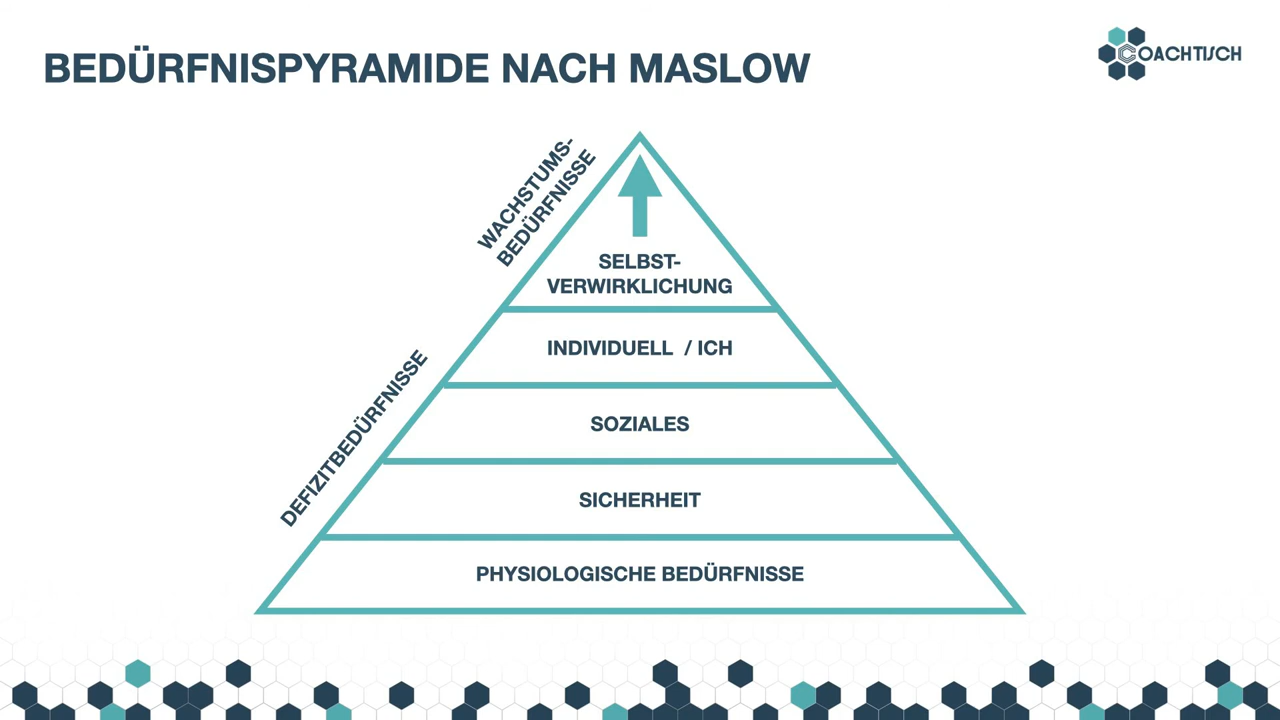 BEDÜRFNISPYRAMIDE NACH MASLOW
COACHTISCH
WACHSTUMS-
BEDÜRFNISSE
SELBST-
VERWIRKLICHUNG
INDIVIDUELL / ICH
DEFIZITBEDÜRFNISSE
SOZIALES
SICHERHEIT
PHYSIOLOGISCHE BEDÜRFNISSE